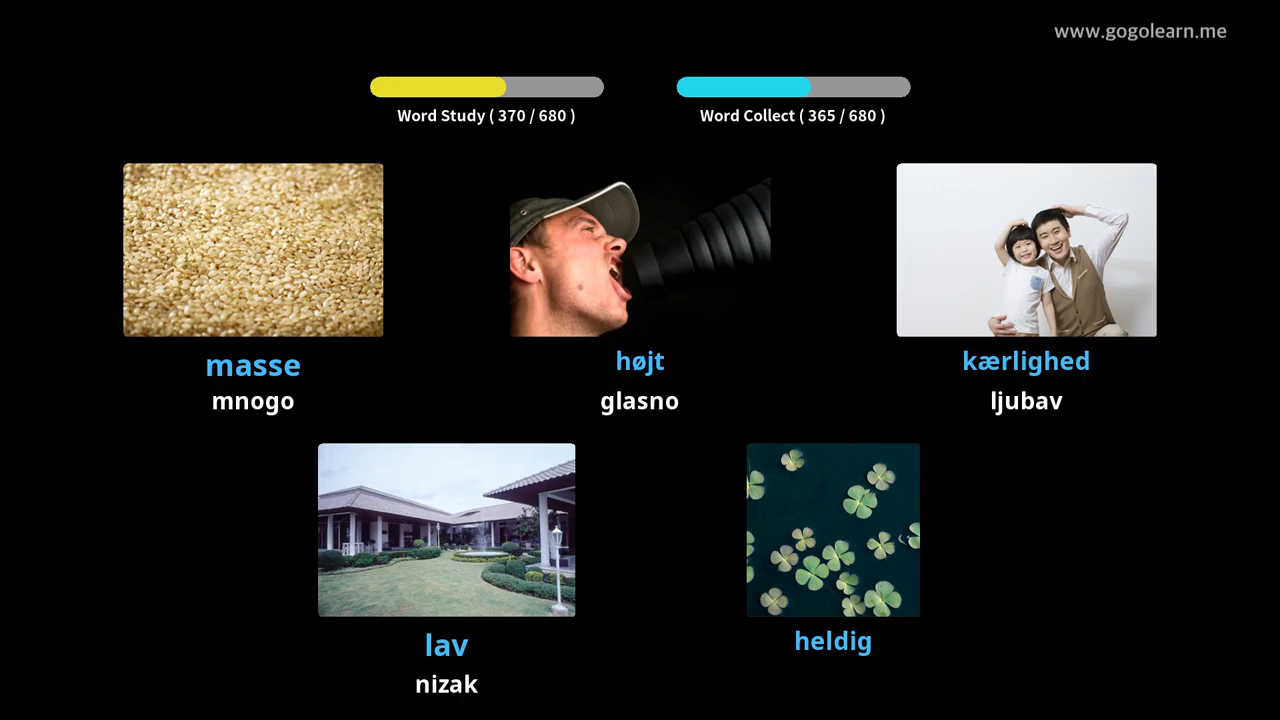 www.gogolearn.me
Word Study ( 370 / 680 )
Word Collect ( 365 / 680 )
masse
mnogo
højt
glasno
kærlighed
ljubav
lav
nizak
heldig